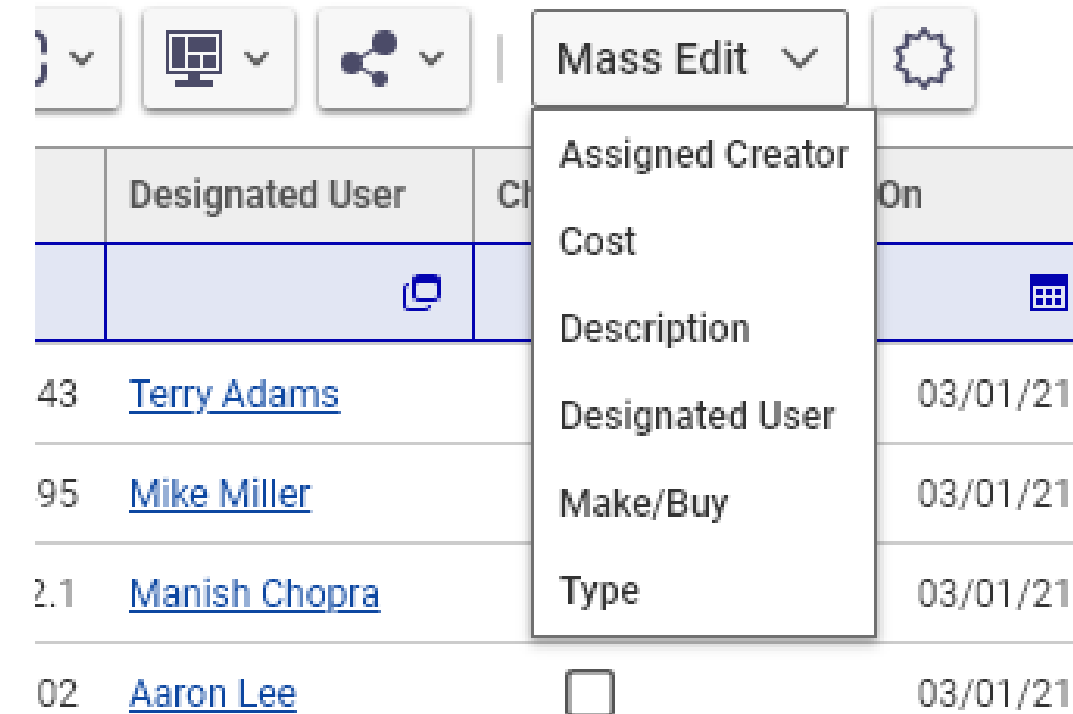 Mass Edit
Assigned Creator
Cost
Description
Designated User
Make/Buy
Type
Designated User On
43 Terry Adams 03/01/21
95 Mike Miller 03/01/21
2.1 Manish Chopra 03/01/21
02 Aaron Lee 03/01/21